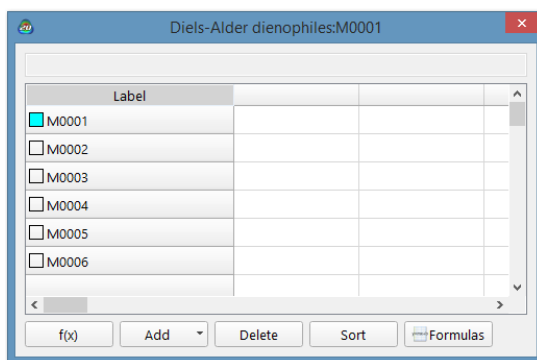 Diels-Alder dienophiles:M0001
Label
M0001
M0002
M0003
M0004
M0005
M0006
f(x) Add Delete Sort Formulas